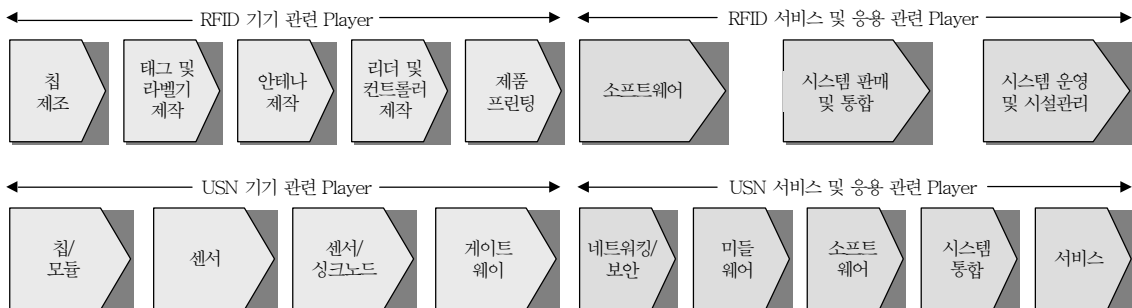 RFID 기기 관련 Player
RFID 서비스 및 응용 관련 Player
칩
제조
태그 및
라벨기
제작
안테나
제작
리더 및
컨트롤러
제작
제품
프린팅
소프트웨어
시스템 판매
및 통합
시스템 운영
및 시설관리
USN 기기 관련 Player
USN 서비스 및 응용 관련 Player
칩/
모듈
센서
센서/
싱크노드
게이트
웨이
네트워킹/
보안
미들
웨어
소프트
웨어
시스템
통합
서비스